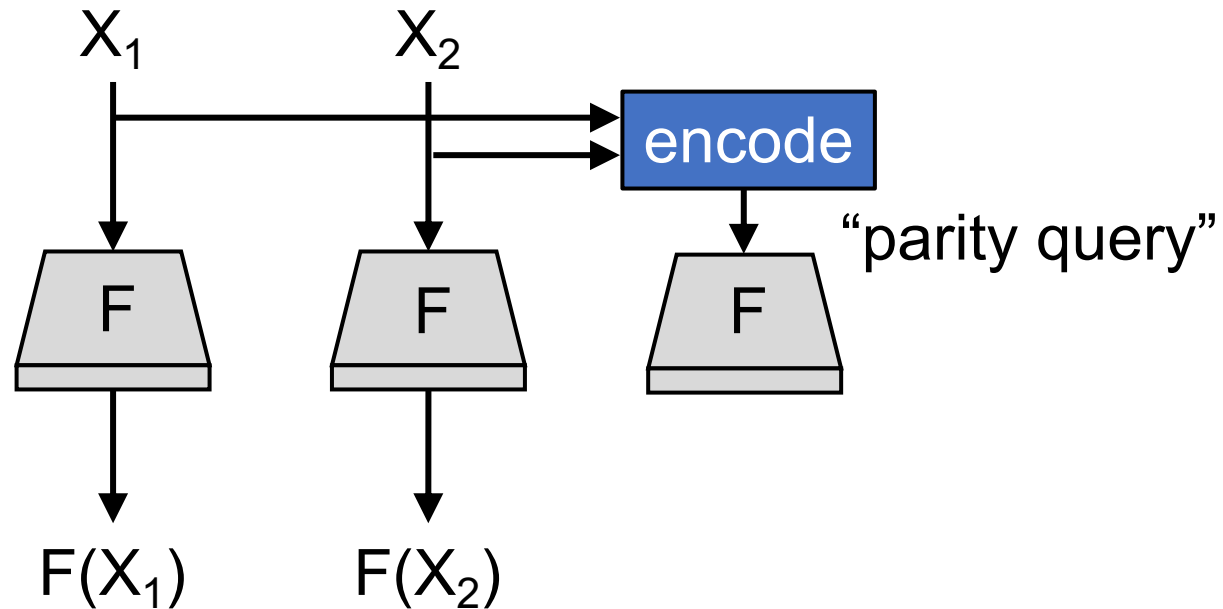 X₁
X₂
encode
“parity query”
F
F
F
F(X₁)
F(X₂)